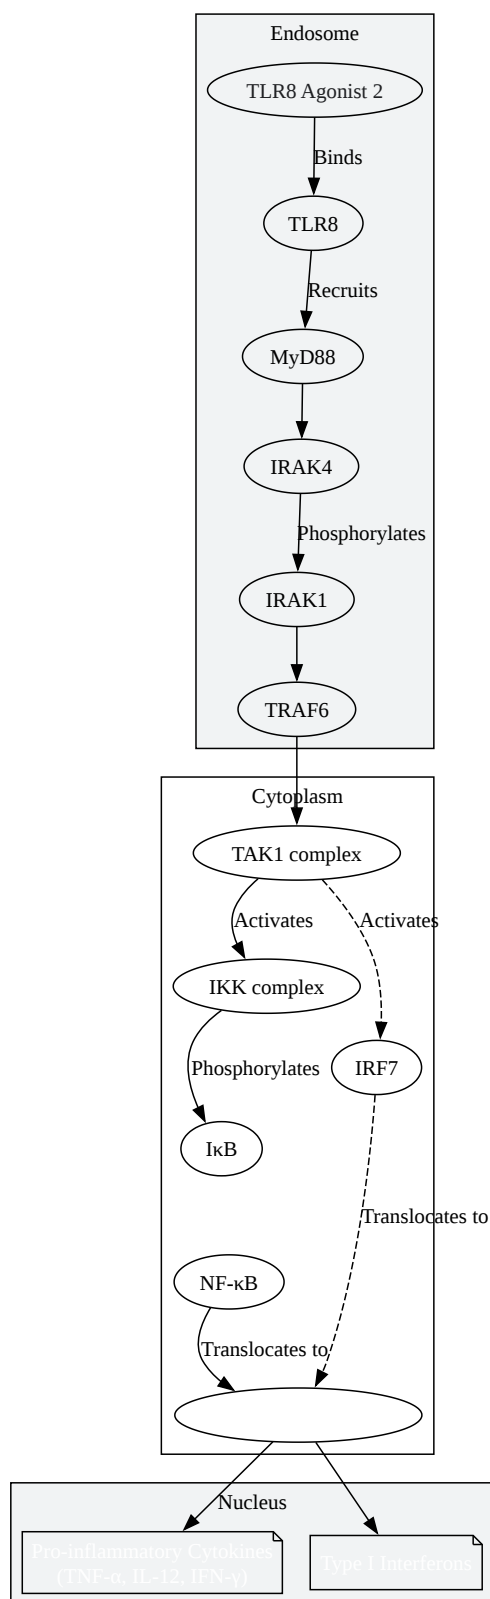 Endosome
TLR8 Agonist 2
Binds
TLR8
Recruits
MyD88
IRAK4
Phosphorylates
IRAK1
TRAF6
Cytoplasm
TAK1 complex
Activates
Activates
IKK complex
Phosphorylates
IRF7
IκB
Translocates to
NF-κB
Translocates to
Nucleus
Pro-inflammatory Cytokines
(TNF-α, IL-12, IFN-γ)
Type I Interferons